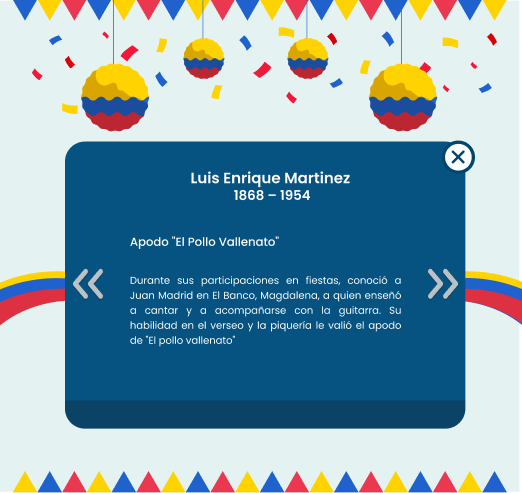 Luis Enrique Martinez
1868 – 1954
Apodo "El Pollo Vallenato"
Durante sus participaciones en fiestas, conoció a
Juan Madrid en El Banco, Magdalena, a quien enseñó
a cantar y a acompañarse con la guitarra. Su
habilidad en el verseo y la piquería le valió el apodo
de "El pollo vallenato"